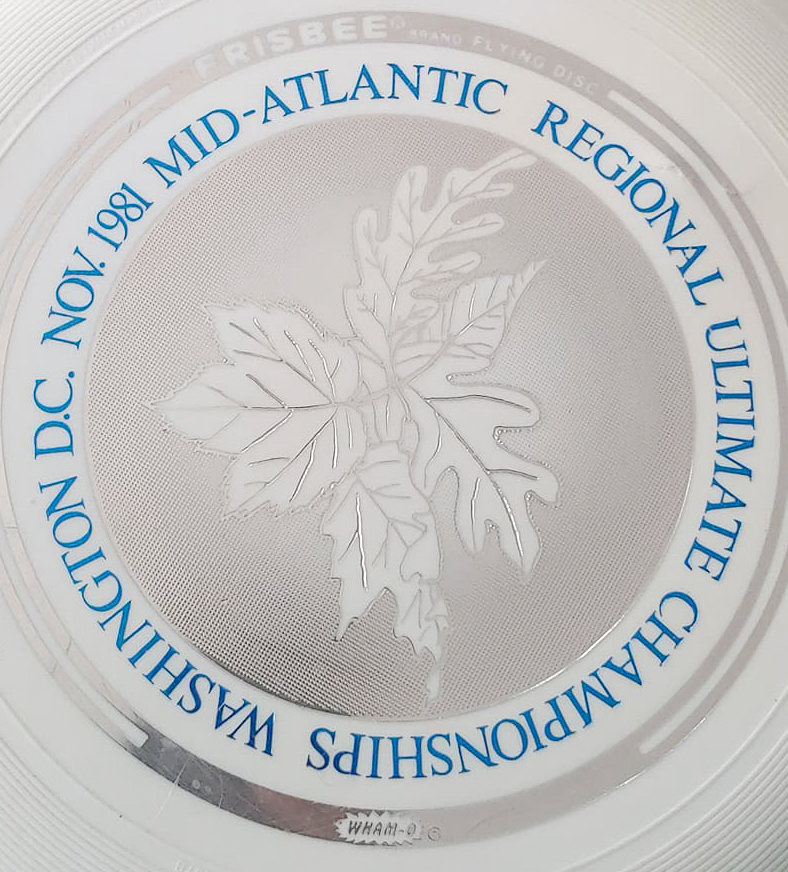 FRISBEE® BRAND FLYING DISC
MID-ATLANTIC REGIONAL ULTIMATE CHAMPIONSHIPS WASHINGTON D.C. NOV. 1981
WHAM-O®